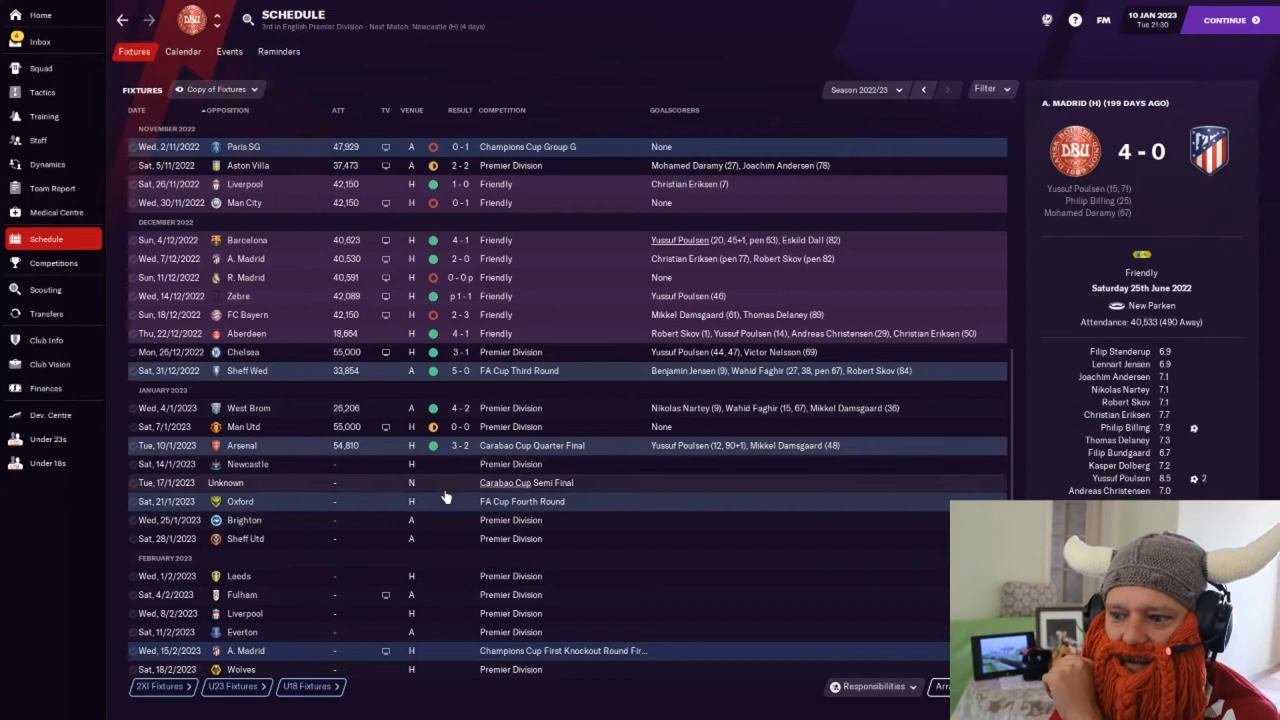 Home
SCHEDULE
3rd in English Premier Division - Next Match: Newcastle (H) (4 days)
FM
10 JAN 2023
Tue 21:30
CONTINUE
4
Inbox
Squad
Tactics
Training
Staff
Dynamics
Team Report
Medical Centre
Schedule
Competitions
Scouting
Transfers
Club Info
Club Vision
Finances
Dev. Centre
Under 23s
Under 18s
Fixtures Calendar Events Reminders
FIXTURES Copy of Fixtures Season 2022/23 Filter
DATE OPPOSITION ATT TV VENUE RESULT COMPETITION GOALSCORERS
NOVEMBER 2022
Wed, 2/11/2022 Paris SG 47,929 A 0 - 1 Champions Cup Group G None
Sat, 5/11/2022 Aston Villa 37,473 A 2 - 2 Premier Division Mohamed Daramy (27), Joachim Andersen (78)
Sat, 26/11/2022 Liverpool 42,150 H 1 - 0 Friendly Christian Eriksen (7)
Wed, 30/11/2022 Man City 42,150 H 0 - 1 Friendly None
DECEMBER 2022
Sun, 4/12/2022 Barcelona 40,623 H 4 - 1 Friendly Yussuf Poulsen (20, 45+1, pen 63), Eskild Dall (82)
Wed, 7/12/2022 A. Madrid 40,530 H 2 - 0 Friendly Christian Eriksen (pen 77), Robert Skov (pen 82)
Sun, 11/12/2022 R. Madrid 40,591 H 0 - 0 p Friendly None
Wed, 14/12/2022 Zebre 42,089 H p 1 - 1 Friendly Yussuf Poulsen (46)
Sun, 18/12/2022 FC Bayern 42,150 H 2 - 3 Friendly Mikkel Damsgaard (61), Thomas Delaney (89)
Thu, 22/12/2022 Aberdeen 18,664 H 4 - 1 Friendly Robert Skov (1), Yussuf Poulsen (14), Andreas Christensen (29), Christian Eriksen (50)
Mon, 26/12/2022 Chelsea 55,000 H 3 - 1 Premier Division Yussuf Poulsen (44, 47), Victor Nelsson (69)
Sat, 31/12/2022 Sheff Wed 33,854 A 5 - 0 FA Cup Third Round Benjamin Jensen (9), Wahid Faghir (27, 38, pen 67), Robert Skov (84)
JANUARY 2023
Wed, 4/1/2023 West Brom 26,206 A 4 - 2 Premier Division Nikolas Nartey (9), Wahid Faghir (15, 67), Mikkel Damsgaard (36)
Sat, 7/1/2023 Man Utd 55,000 H 0 - 0 Premier Division None
Tue, 10/1/2023 Arsenal 54,810 H 3 - 2 Carabao Cup Quarter Final Yussuf Poulsen (12, 90+1), Mikkel Damsgaard (48)
Sat, 14/1/2023 Newcastle - H Premier Division
Tue, 17/1/2023 Unknown - N Carabao Cup Semi Final
Sat, 21/1/2023 Oxford - H FA Cup Fourth Round
Wed, 25/1/2023 Brighton - A Premier Division
Sat, 28/1/2023 Sheff Utd - A Premier Division
FEBRUARY 2023
Wed, 1/2/2023 Leeds - H Premier Division
Sat, 4/2/2023 Fulham - A Premier Division
Wed, 8/2/2023 Liverpool - H Premier Division
Sat, 11/2/2023 Everton - A Premier Division
Wed, 15/2/2023 A. Madrid - H Champions Cup First Knockout Round Fir...
Sat, 18/2/2023 Wolves - H Premier Division
2XI Fixtures U23 Fixtures U18 Fixtures Responsibilities Arra
A. MADRID (H) (199 DAYS AGO)
DBU 4 - 0
Yussuf Poulsen (15, 71)
Philip Billing (25)
Mohamed Daramy (67)
Friendly
Saturday 25th June 2022
New Parken
Attendance: 40,533 (490 Away)
Filip Stenderup 6.9
Lennart Jensen 6.9
Joachim Andersen 7.1
Nikolas Nartey 7.1
Robert Skov 7.1
Christian Eriksen 7.7
Philip Billing 7.9
Thomas Delaney 7.3
Filip Bundgaard 6.7
Kasper Dolberg 7.2
Yussuf Poulsen 8.5 2
Andreas Christensen 7.0